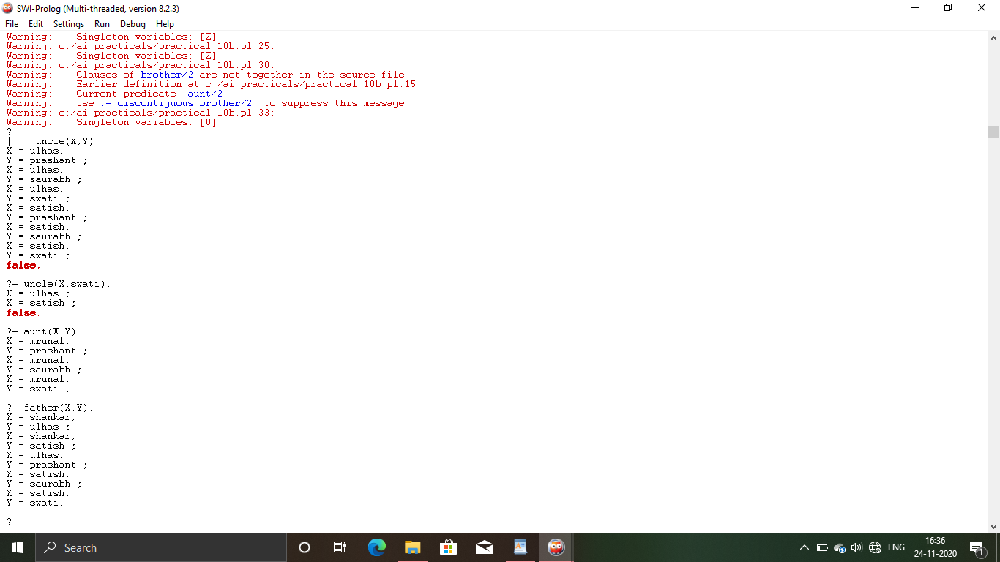 SWI-Prolog (Multi-threaded, version 8.2.3)
File Edit Settings Run Debug Help
Warning:    Singleton variables: [Z]
Warning: c:/ai practicals/practical 10b.pl:25:
Warning:    Singleton variables: [Z]
Warning: c:/ai practicals/practical 10b.pl:30:
Warning:    Clauses of brother/2 are not together in the source-file
Warning:    Earlier definition at c:/ai practicals/practical 10b.pl:15
Warning:    Current predicate: aunt/2
Warning:    Use :- discontiguous brother/2. to suppress this message
Warning: c:/ai practicals/practical 10b.pl:33:
Warning:    Singleton variables: [U]
?-
|    uncle(X,Y).
X = ulhas,
Y = prashant ;
X = ulhas,
Y = saurabh ;
X = ulhas,
Y = swati ;
X = satish,
Y = prashant ;
X = satish,
Y = saurabh ;
X = satish,
Y = swati ;
false.
?- uncle(X,swati).
X = ulhas ;
X = satish ;
false.
?- aunt(X,Y).
X = mrunal,
Y = prashant ;
X = mrunal,
Y = saurabh ;
X = mrunal,
Y = swati .
?- father(X,Y).
X = shankar,
Y = ulhas ;
X = shankar,
Y = satish ;
X = ulhas,
Y = prashant ;
X = satish,
Y = saurabh ;
X = satish,
Y = swati.
?-
Search
ENG
16:36
24-11-2020
1